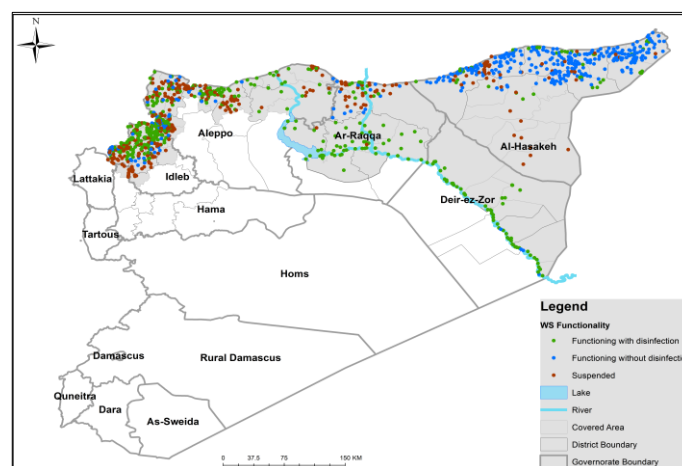 N
Aleppo
Ar-Raqqa
Al-Hasakeh
Lattakia
Idleb
Deir-ez-Zor
Hama
Tartous
Homs
Legend
WS Functionality
Functioning with disinfection
Damascus
Rural Damascus
Functioning without disinfecti
Quneitra
Suspended
Lake
Dara
As-Sweida
River
Covered Area
District Boundary
0 37.5 75 150 KM
Governorate Boundary